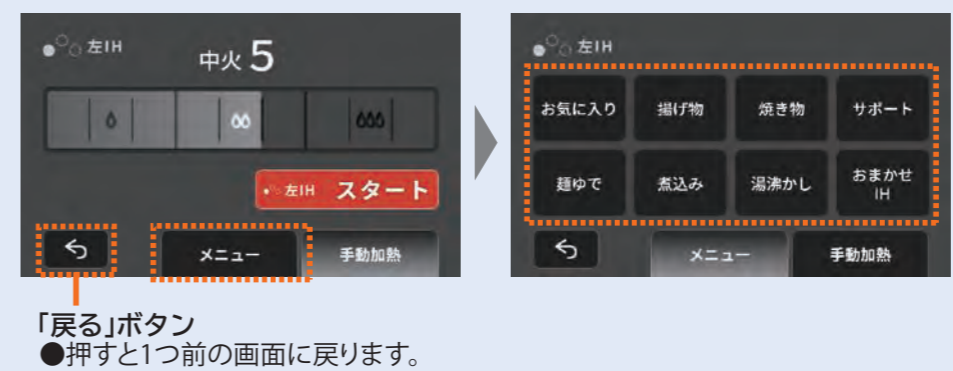 左IH
中火 5
左IH スタート
メニュー
手動加熱
左IH
お気に入り
揚げ物
焼き物
サポート
麺ゆで
煮込み
湯沸かし
おまかせ
IH
メニュー
手動加熱
「戻る」ボタン
●押すと1つ前の画面に戻ります。